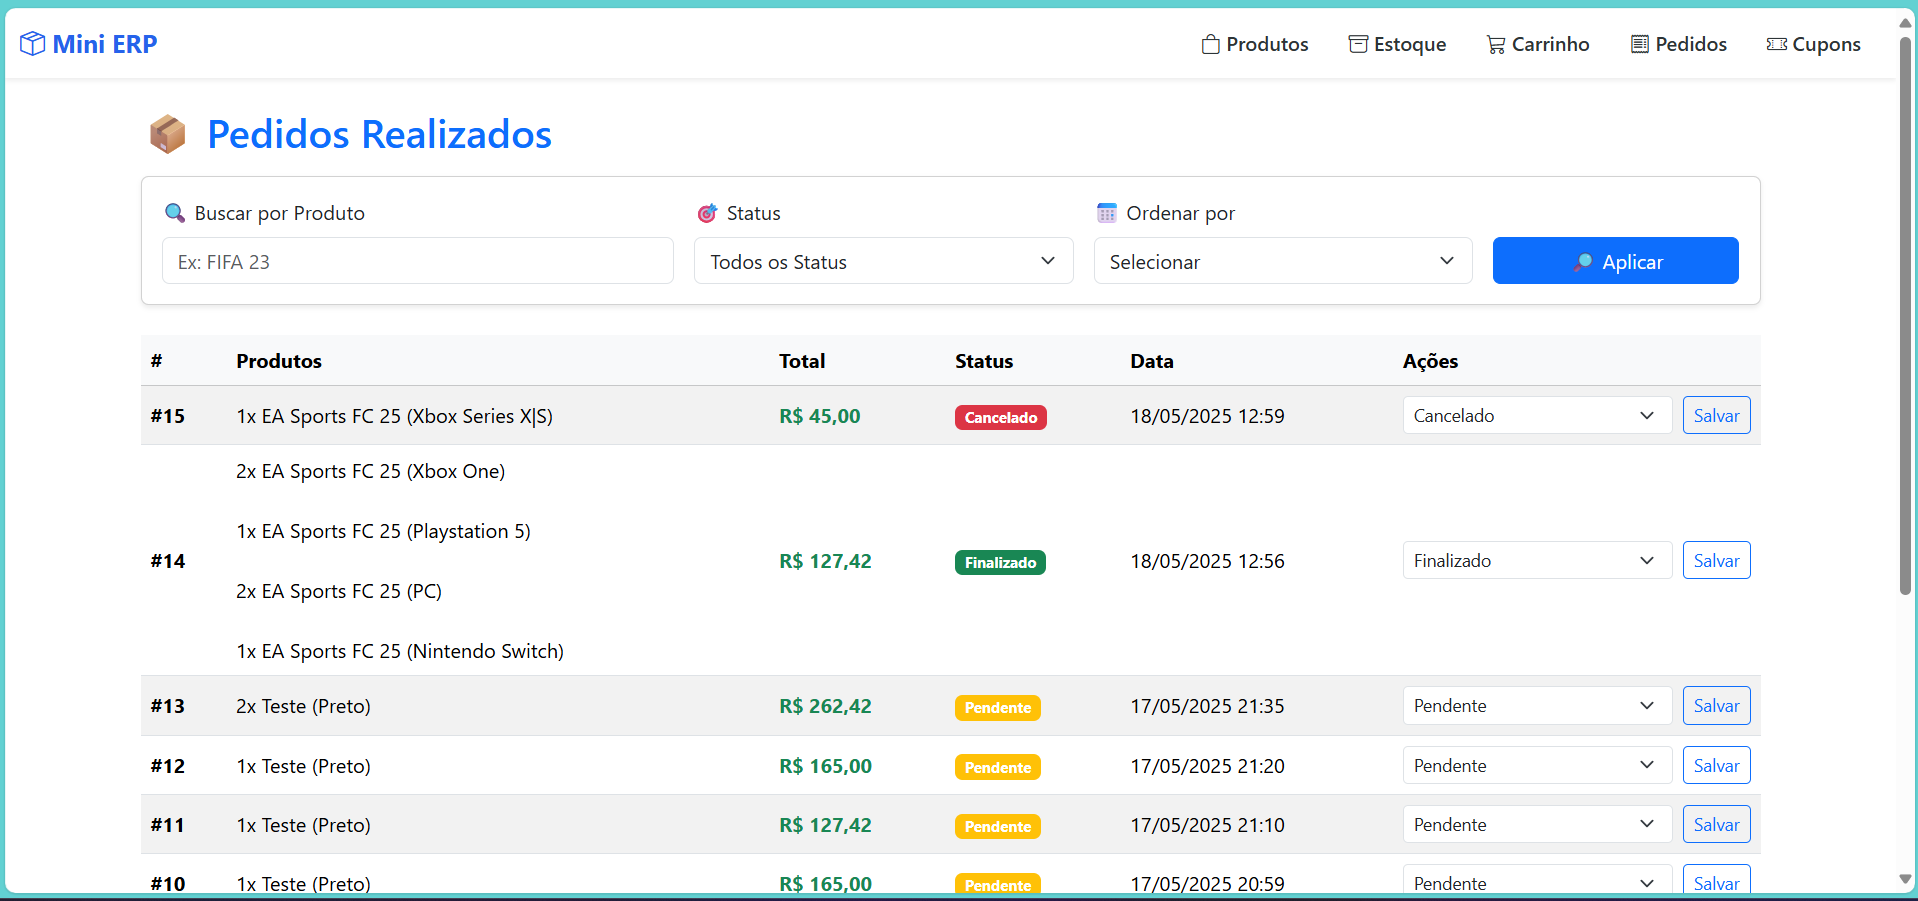 Mini ERP
Produtos Estoque Carrinho Pedidos Cupons
Pedidos Realizados
Buscar por Produto Status Ordenar por
Ex: FIFA 23 Todos os Status Selecionar Aplicar
# Produtos Total Status Data Ações
#15 1x EA Sports FC 25 (Xbox Series X|S) R$ 45,00 Cancelado 18/05/2025 12:59 Cancelado Salvar
2x EA Sports FC 25 (Xbox One)
1x EA Sports FC 25 (Playstation 5)
#14 R$ 127,42 Finalizado 18/05/2025 12:56 Finalizado Salvar
2x EA Sports FC 25 (PC)
1x EA Sports FC 25 (Nintendo Switch)
#13 2x Teste (Preto) R$ 262,42 Pendente 17/05/2025 21:35 Pendente Salvar
#12 1x Teste (Preto) R$ 165,00 Pendente 17/05/2025 21:20 Pendente Salvar
#11 1x Teste (Preto) R$ 127,42 Pendente 17/05/2025 21:10 Pendente Salvar
#10 1x Teste (Preto) R$ 165,00 Pendente 17/05/2025 20:59 Pendente Salvar